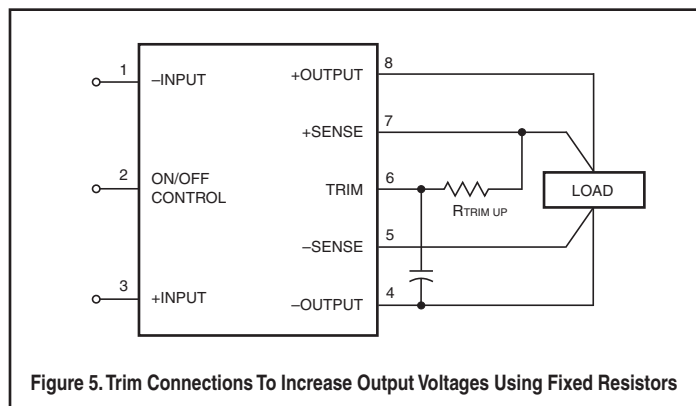 1
–INPUT
+OUTPUT
8
+SENSE
7
2
ON/OFF
CONTROL
TRIM
6
RTRIM UP
LOAD
–SENSE
5
3
+INPUT
–OUTPUT
4
Figure 5. Trim Connections To Increase Output Voltages Using Fixed Resistors